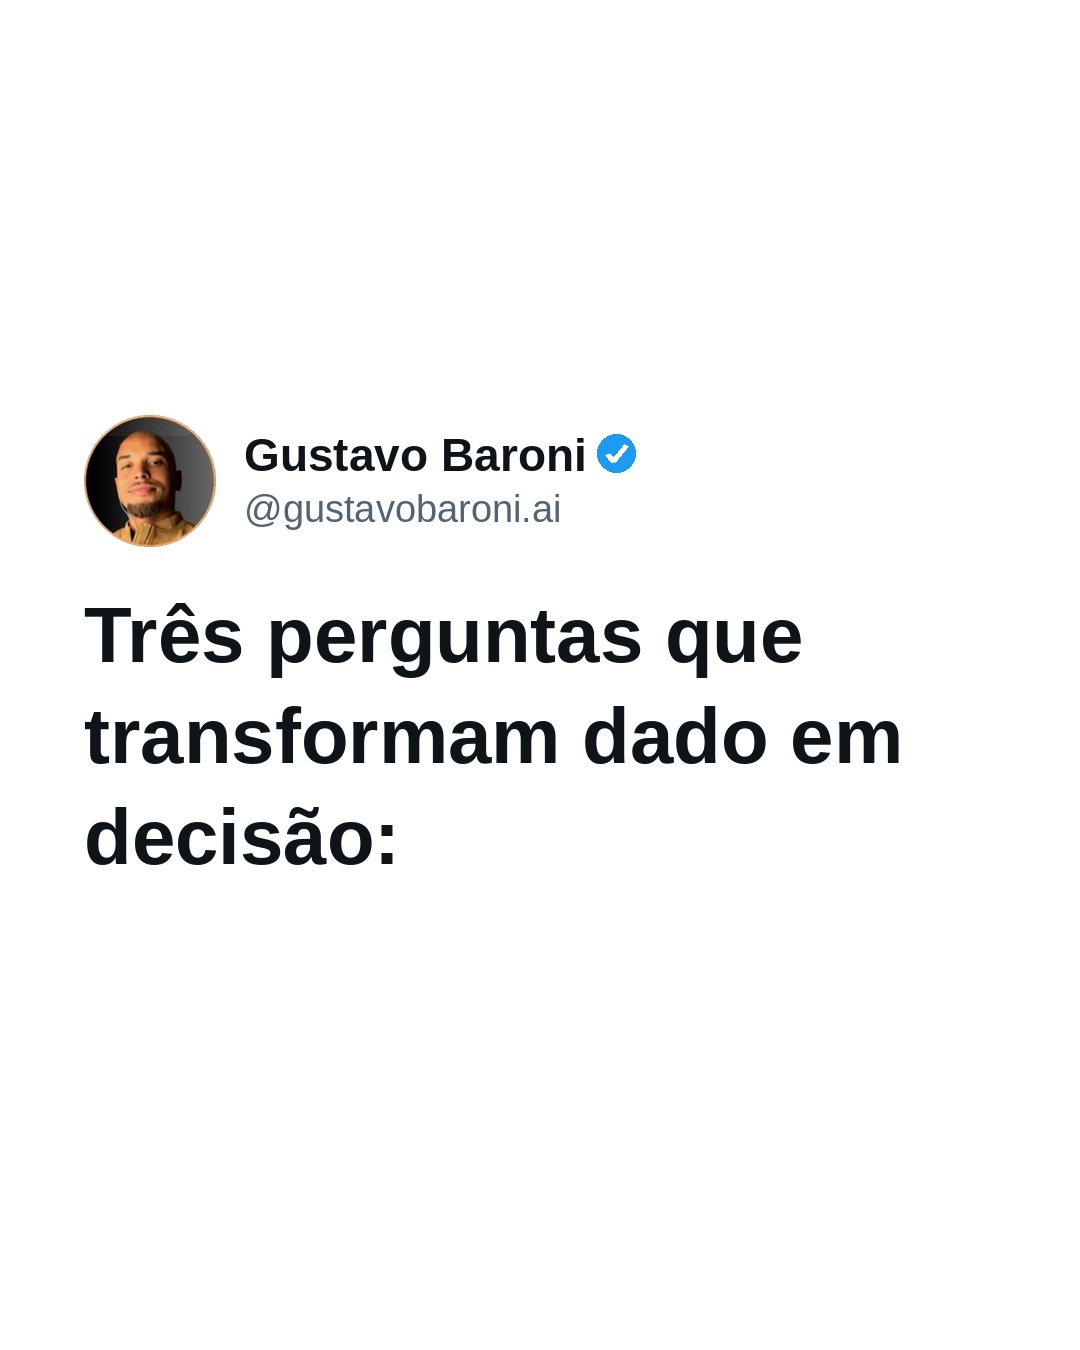 Gustavo Baroni
@gustavobaroni.ai
Três perguntas que
transformam dado em
decisão: